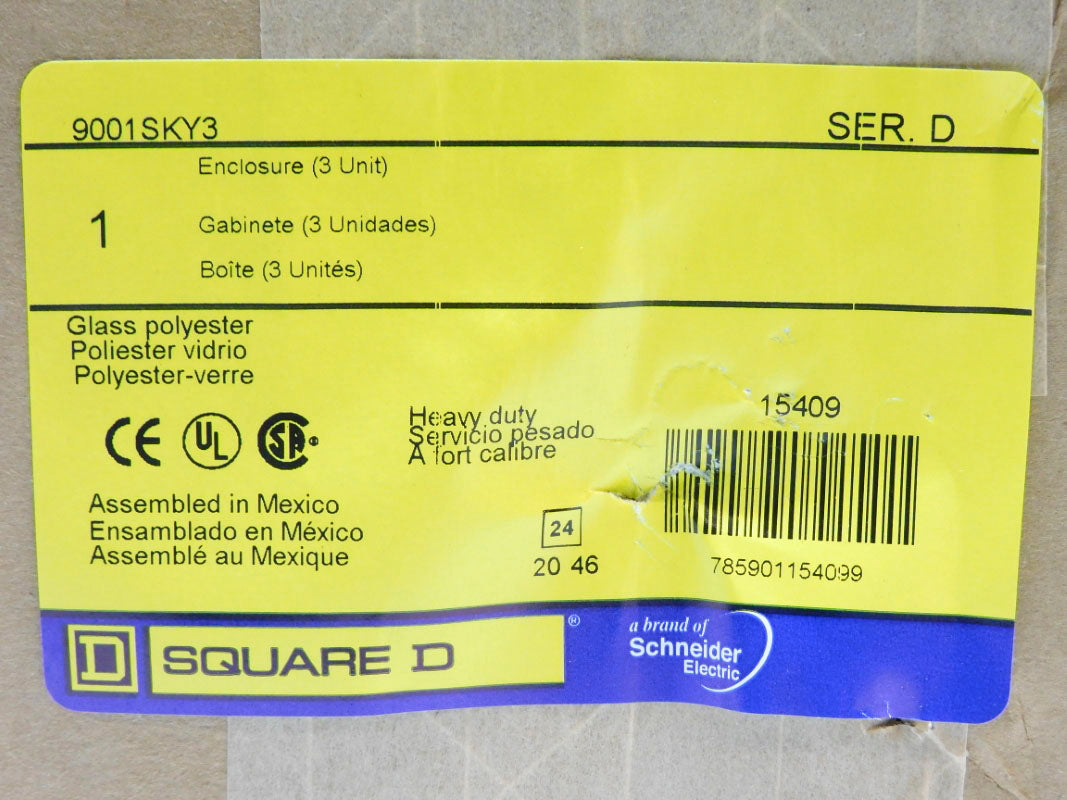 9001SKY3 SER. D
Enclosure (3 Unit)
1 Gabinete (3 Unidades)
Boîte (3 Unités)
Glass polyester
Poliester vidrio
Polyester-verre
CE UL SA ®
Heavy duty
Servicio pesado
A fort calibre
15409
Assembled in Mexico
Ensamblado en México
Assemblé au Mexique
24
20 46
785901154099
D SQUARE D ®
a brand of
Schneider
Electric